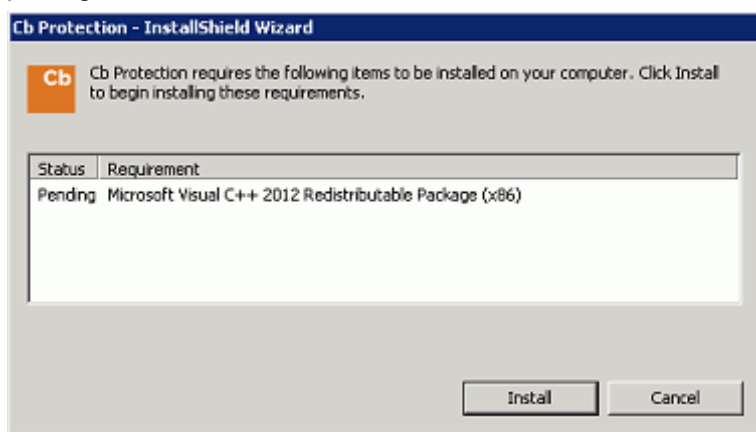 Cb Protection - InstallShield Wizard
Cb
Cb Protection requires the following items to be installed on your computer. Click Install
to begin installing these requirements.
Status Requirement
Pending Microsoft Visual C++ 2012 Redistributable Package (x86)
Install Cancel